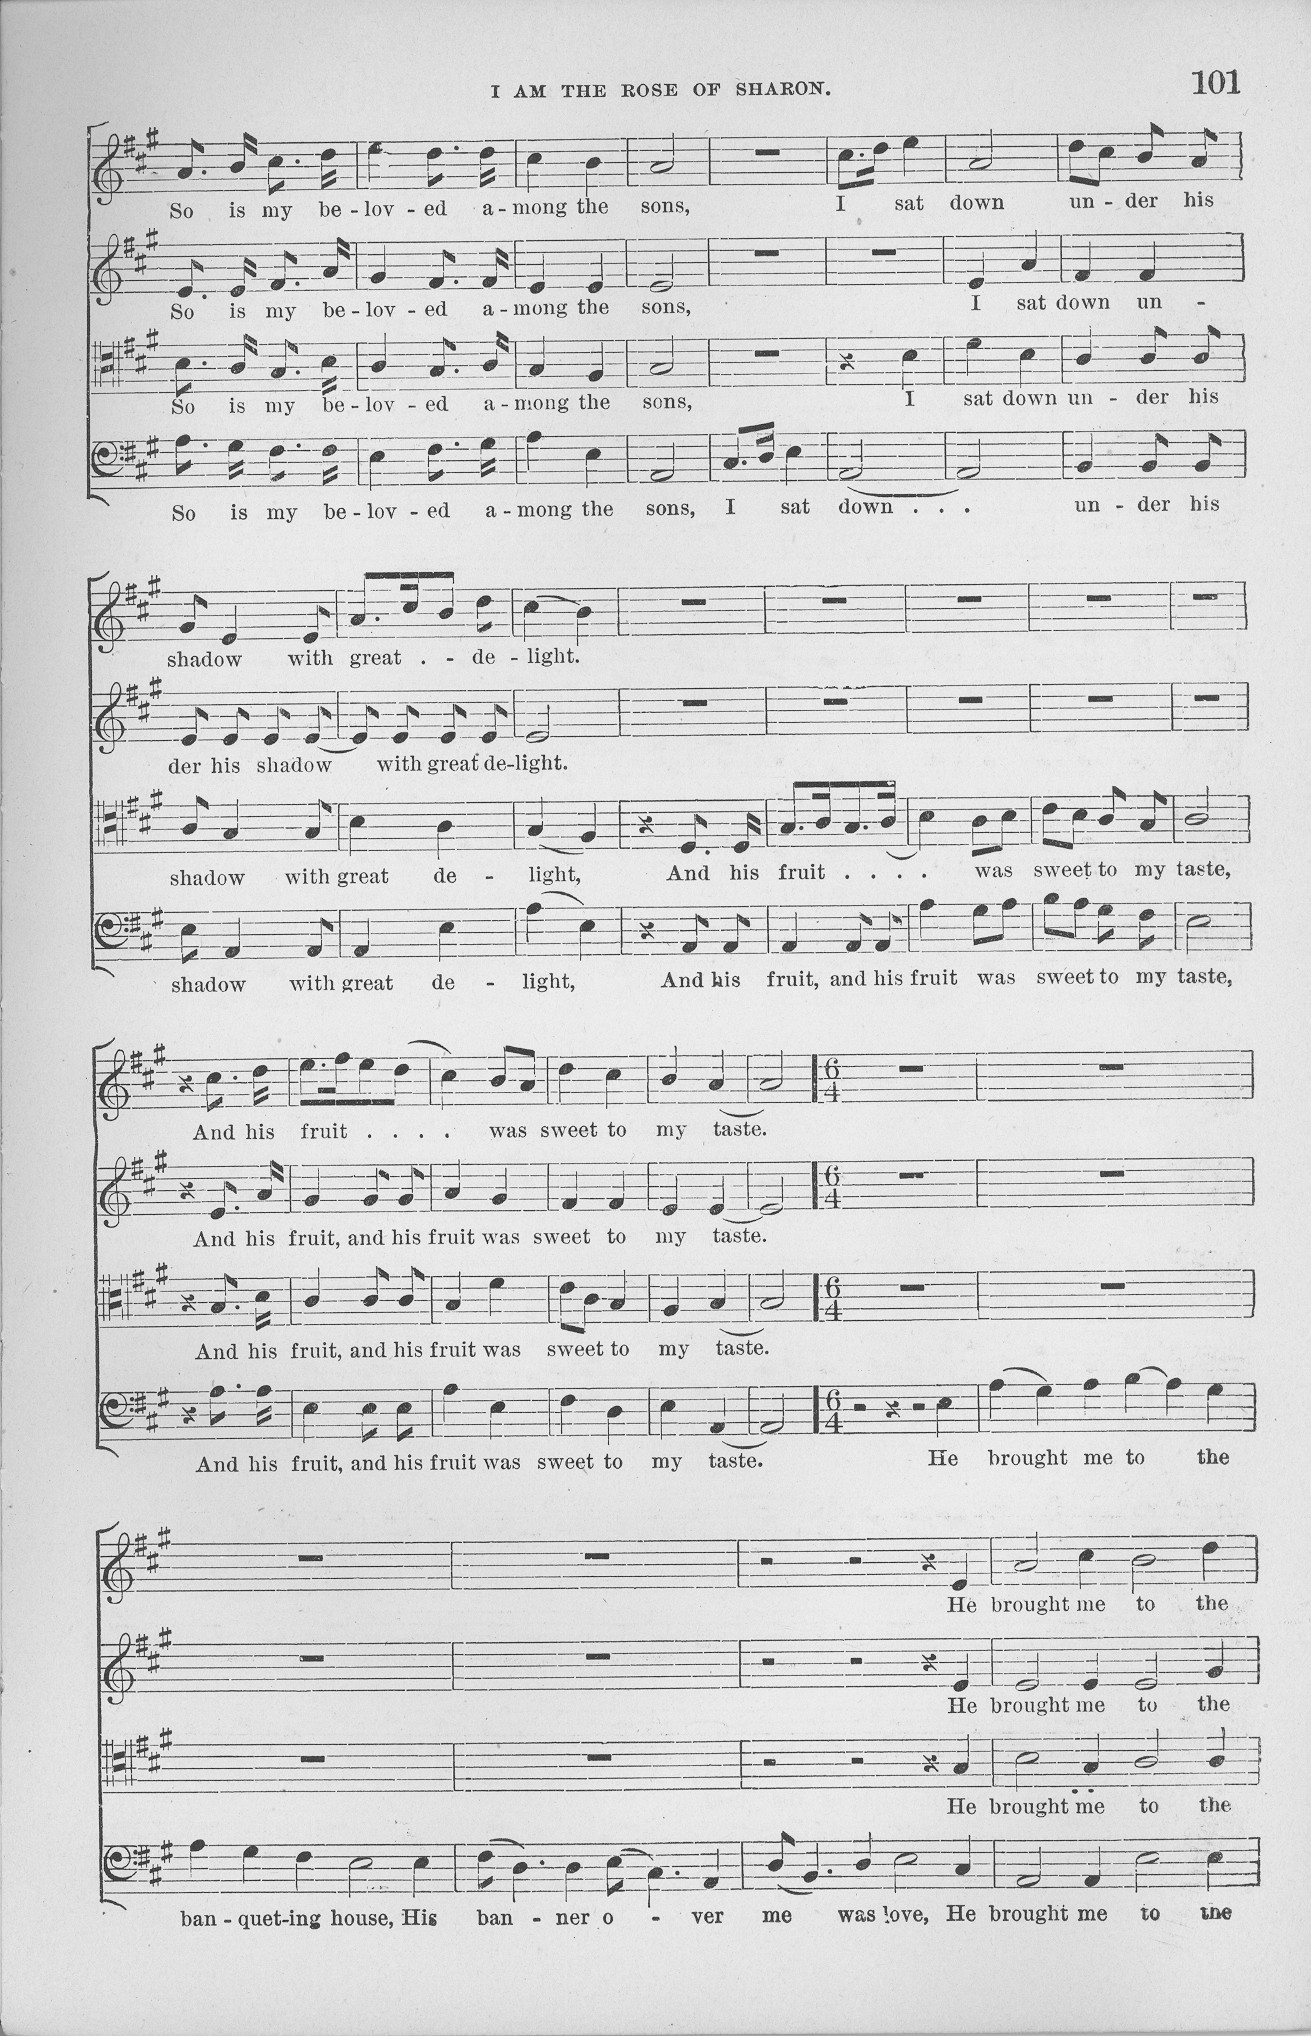 I AM THE ROSE OF SHARON. 101
So is my be - lov - ed a - mong the sons, I sat down un - der his
So is my be - lov - ed a - mong the sons, I sat down un -
So is my be - lov - ed a - mong the sons, I sat down un - der his
So is my be - lov - ed a - mong the sons, I sat down . . . un - der his
shadow with great . - de - light.
der his shadow with great de-light.
shadow with great de - light, And his fruit . . . . was sweet to my taste,
shadow with great de - light, And his fruit, and his fruit was sweet to my taste,
And his fruit . . . . was sweet to my taste.
6
4
And his fruit, and his fruit was sweet to my taste.
6
4
And his fruit, and his fruit was sweet to my taste.
6
4
And his fruit, and his fruit was sweet to my taste.
6
4
He brought me to the
He brought me to the
He brought me to the
He brought me to the
ban - quet-ing house, His ban - ner o - ver me was love, He brought me to the